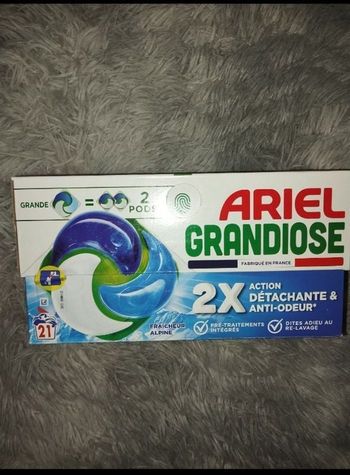 GRANDE = 2 PODS
ARIEL
GRANDIOSE
FABRIQUÉ EN FRANCE
2X ACTION
DÉTACHANTE &
ANTI-ODEUR*
FRAÎCHEUR
ALPINE
PRÉ-TRAITEMENTS
INTÉGRÉS
DITES ADIEU AU
RE-LAVAGE
21